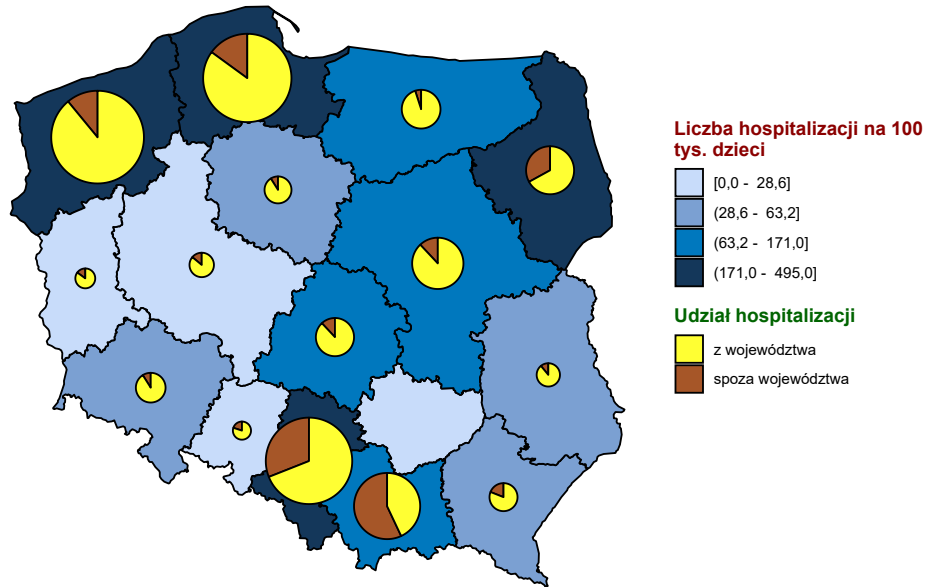 Liczba hospitalizacji na 100
tys. dzieci
[0,0 - 28,6]
(28,6 - 63,2]
(63,2 - 171,0]
(171,0 - 495,0]
Udział hospitalizacji
z województwa
spoza województwa